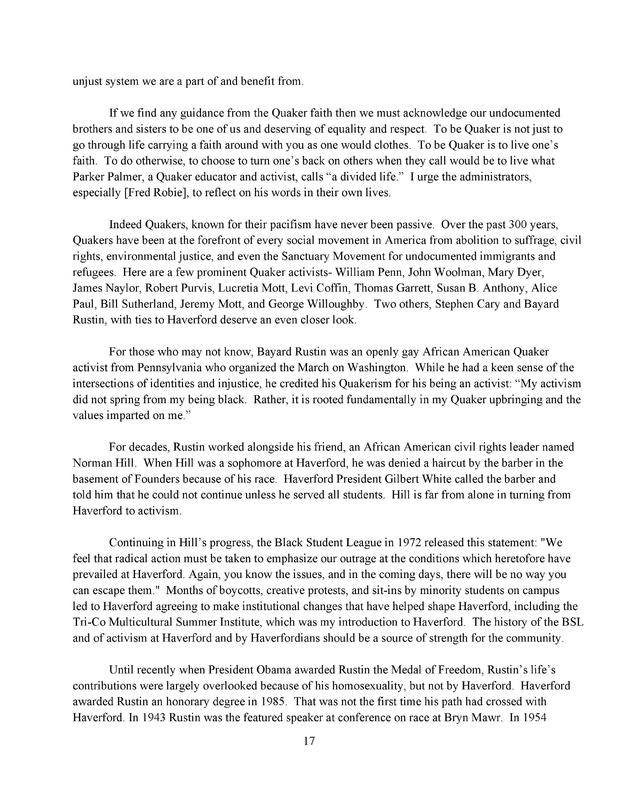 unjust system we are a part of and benefit from.
If we find any guidance from the Quaker faith then we must acknowledge our undocumented
brothers and sisters to be one of us and deserving of equality and respect.  To be Quaker is not just to
go through life carrying a faith around with you as one would clothes.  To be Quaker is to live one's
faith.  To do otherwise, to choose to turn one's back on others when they call would be to live what
Parker Palmer, a Quaker educator and activist, calls "a divided life."  I urge the administrators,
especially [Fred Robie], to reflect on his words in their own lives.
Indeed Quakers, known for their pacifism have never been passive.  Over the past 300 years,
Quakers have been at the forefront of every social movement in America from abolition to suffrage, civil
rights, environmental justice, and even the Sanctuary Movement for undocumented immigrants and
refugees.  Here are a few prominent Quaker activists- William Penn, John Woolman, Mary Dyer,
James Naylor, Robert Purvis, Lucretia Mott, Levi Coffin, Thomas Garrett, Susan B. Anthony, Alice
Paul, Bill Sutherland, Jeremy Mott, and George Willoughby.  Two others, Stephen Cary and Bayard
Rustin, with ties to Haverford deserve an even closer look.
For those who may not know, Bayard Rustin was an openly gay African American Quaker
activist from Pennsylvania who organized the March on Washington.  While he had a keen sense of the
intersections of identities and injustice, he credited his Quakerism for his being an activist: "My activism
did not spring from my being black.  Rather, it is rooted fundamentally in my Quaker upbringing and the
values imparted on me."
For decades, Rustin worked alongside his friend, an African American civil rights leader named
Norman Hill.  When Hill was a sophomore at Haverford, he was denied a haircut by the barber in the
basement of Founders because of his race.  Haverford President Gilbert White called the barber and
told him that he could not continue unless he served all students.  Hill is far from alone in turning from
Haverford to activism.
Continuing in Hill's progress, the Black Student League in 1972 released this statement: "We
feel that radical action must be taken to emphasize our outrage at the conditions which heretofore have
prevailed at Haverford. Again, you know the issues, and in the coming days, there will be no way you
can escape them."  Months of boycotts, creative protests, and sit-ins by minority students on campus
led to Haverford agreeing to make institutional changes that have helped shape Haverford, including the
Tri-Co Multicultural Summer Institute, which was my introduction to Haverford.  The history of the BSL
and of activism at Haverford and by Haverfordians should be a source of strength for the community.
Until recently when President Obama awarded Rustin the Medal of Freedom, Rustin's life's
contributions were largely overlooked because of his homosexuality, but not by Haverford.  Haverford
awarded Rustin an honorary degree in 1985.  That was not the first time his path had crossed with
Haverford. In 1943 Rustin was the featured speaker at conference on race at Bryn Mawr.  In 1954
17